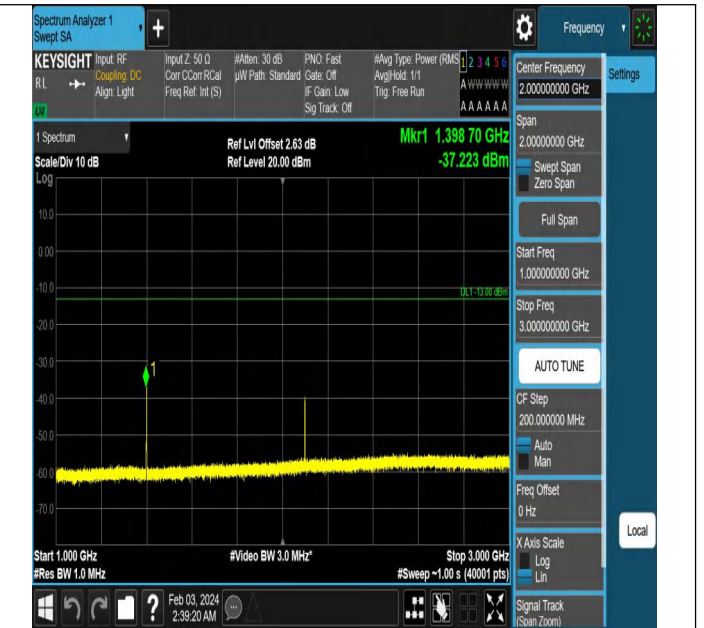 Spectrum Analyzer 1
Swept SA
+
Frequency
KEYSIGHT
RL
LXI
Input: RF
Coupling: DC
Align: Light
Input Z: 50 Ω
Corr CCorr RCal
Freq Ref: Int (S)
#Atten: 30 dB
µW Path: Standard
PNO: Fast
Gate: Off
IF Gain: Low
Sig Track: Off
#Avg Type: Power (RMS
Avg|Hold: 1/1
Trig: Free Run
1 2 3 4 5 6
A W W W W W
A A A A A A
1 Spectrum
Scale/Div 10 dB
Log
Ref Lvl Offset 2.63 dB
Ref Level 20.00 dBm
Mkr1 1.398 70 GHz
-37.223 dBm
10.0
0.00
-10.0
DL1 -13.00 dBm
-20.0
-30.0
1
-40.0
-50.0
-60.0
-70.0
Start 1.000 GHz
#Res BW 1.0 MHz
#Video BW 3.0 MHz*
Stop 3.000 GHz
#Sweep ~1.00 s (40001 pts)
?
Feb 03, 2024
2:39:20 AM
Center Frequency
2.000000000 GHz
Settings
Span
2.00000000 GHz
Swept Span
Zero Span
Full Span
Start Freq
1.000000000 GHz
Stop Freq
3.000000000 GHz
AUTO TUNE
CF Step
200.000000 MHz
Auto
Man
Freq Offset
0 Hz
X Axis Scale
Log
Lin
Local
Signal Track
(Span Zoom)